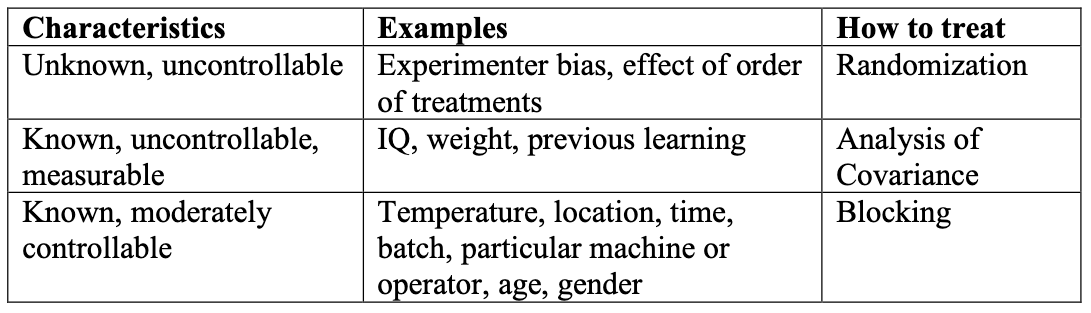 Characteristics Examples How to treat
Unknown, uncontrollable Experimenter bias, effect of order Randomization
of treatments
Known, uncontrollable, IQ, weight, previous learning Analysis of
measurable Covariance
Known, moderately Temperature, location, time, Blocking
controllable batch, particular machine or
operator, age, gender